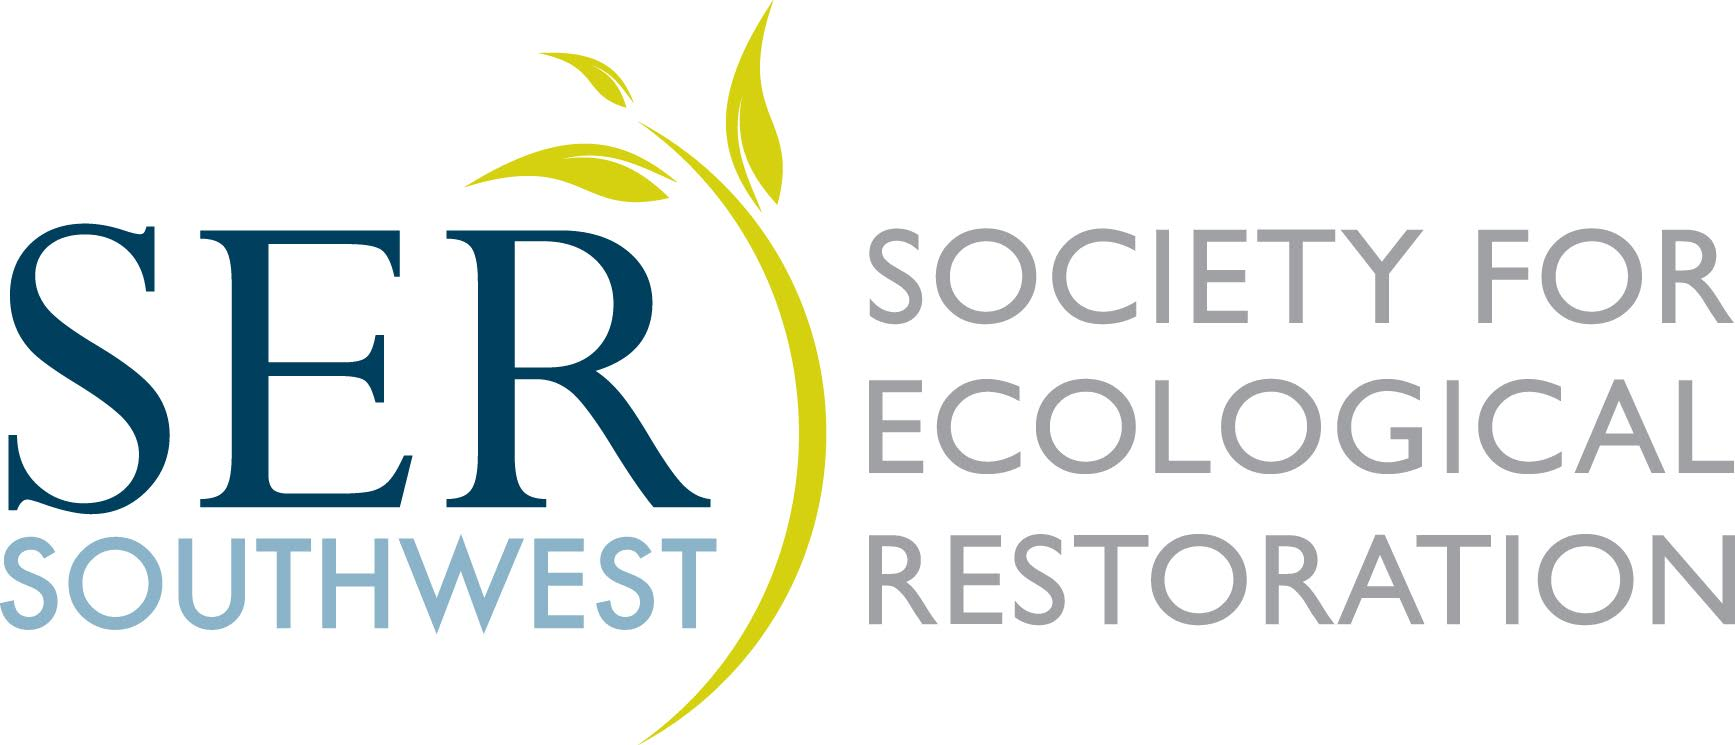 SER
SOUTHWEST
SOCIETY FOR
ECOLOGICAL
RESTORATION